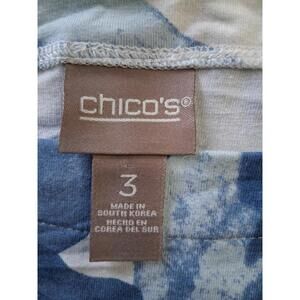 chico's®
3
MADE IN
SOUTH KOREA
HECHO EN
COREA DEL SUR